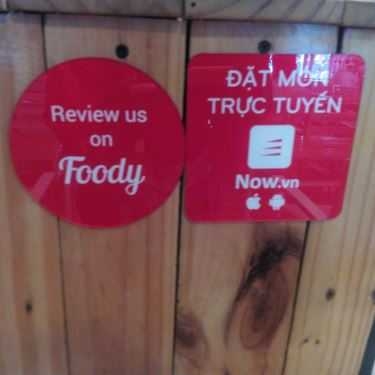 Review us
on
Foody
ĐẶT MÓN
TRỰC TUYẾN
Now.vn